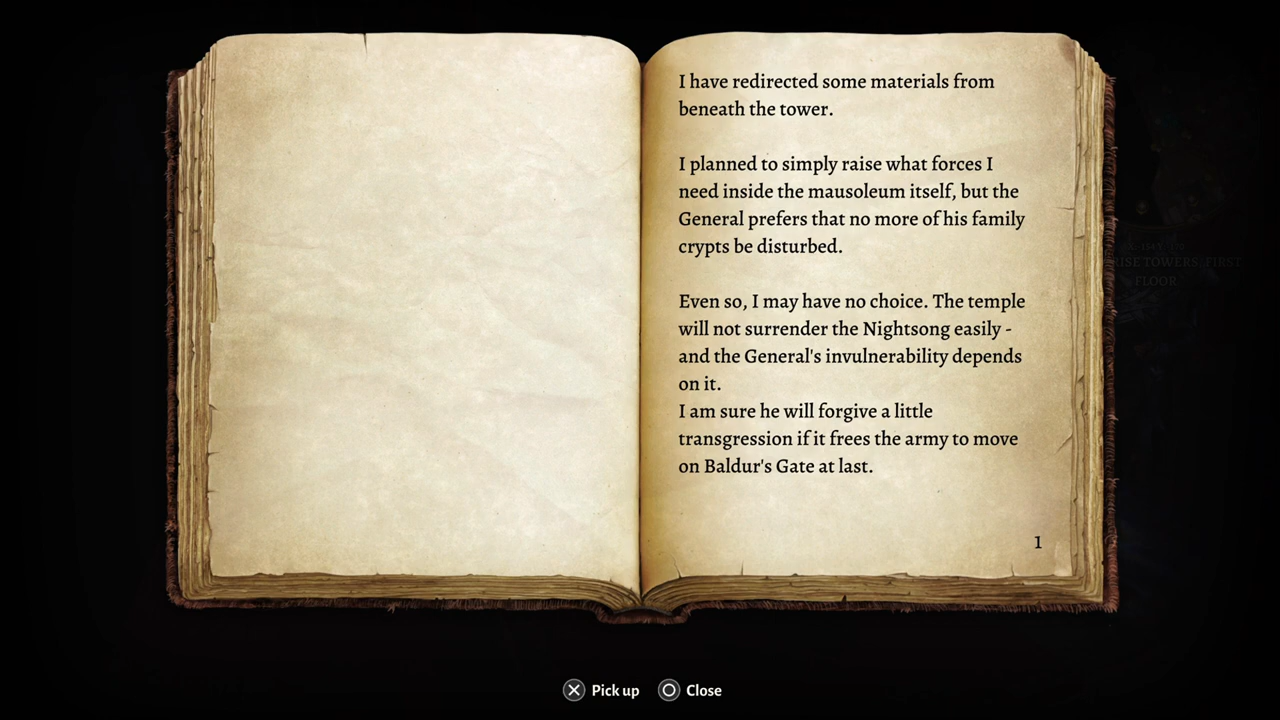 I have redirected some materials from
beneath the tower.
I planned to simply raise what forces I
need inside the mausoleum itself, but the
General prefers that no more of his family
crypts be disturbed.
Even so, I may have no choice. The temple
will not surrender the Nightsong easily -
and the General's invulnerability depends
on it.
I am sure he will forgive a little
transgression if it frees the army to move
on Baldur's Gate at last.
1
RISE TOWERS: FIRST
FLOOR
Pick up
Close